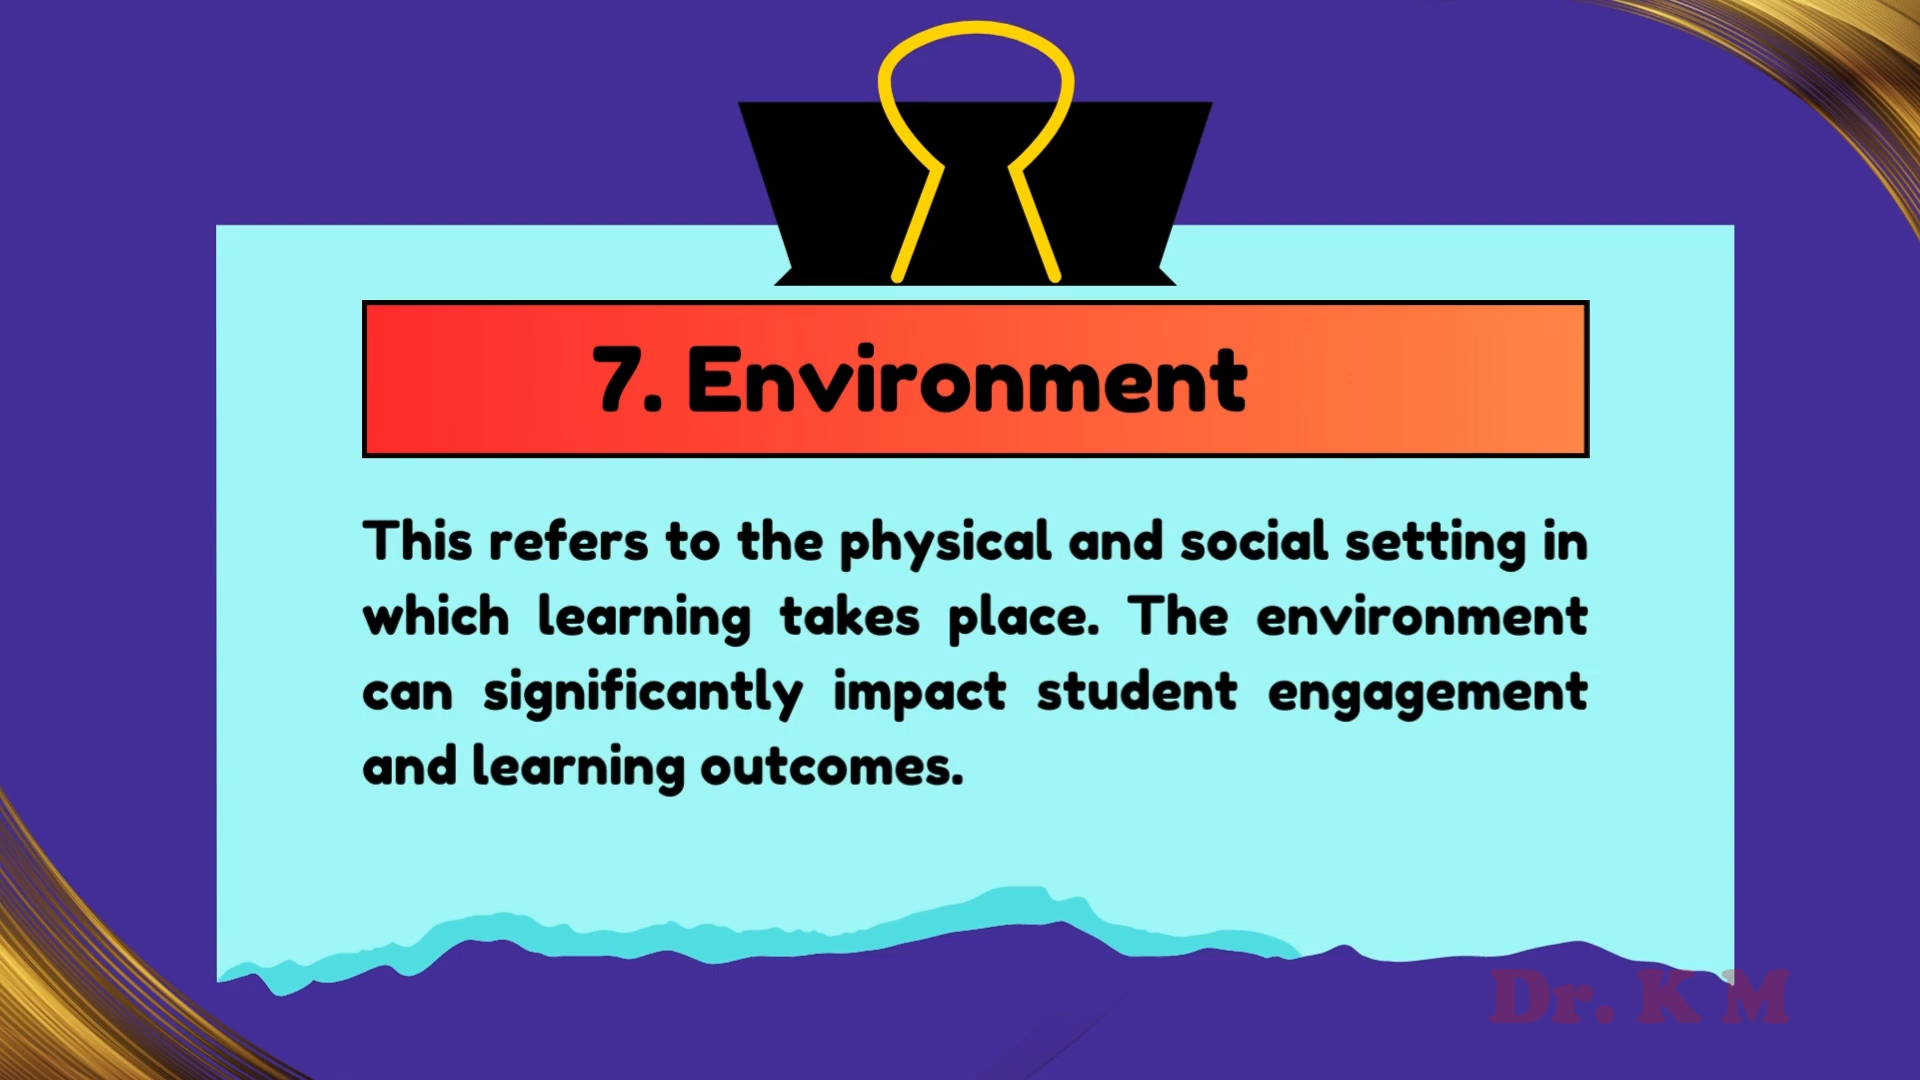 7. Environment
This refers to the physical and social setting in
which learning takes place. The environment
can significantly impact student engagement
and learning outcomes.
Dr. K M